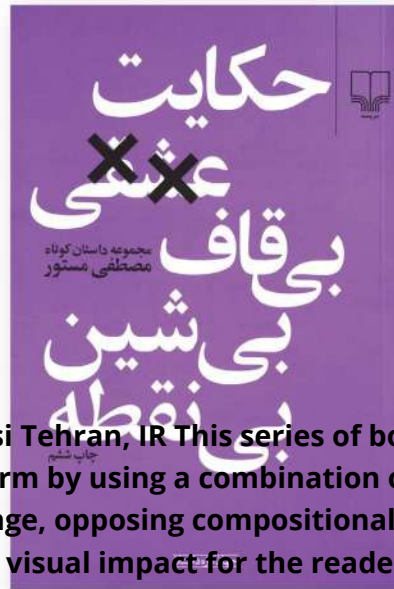 حکایت
عشقی
بی‌قاف
مجموعه داستان کوتاه
مصطفی مستور
بی‌شین
بی‌نقطه
چاپ ششم
si Tehran, IR This series of bo
rm by using a combination o
nge, opposing compositional
visual impact for the reade